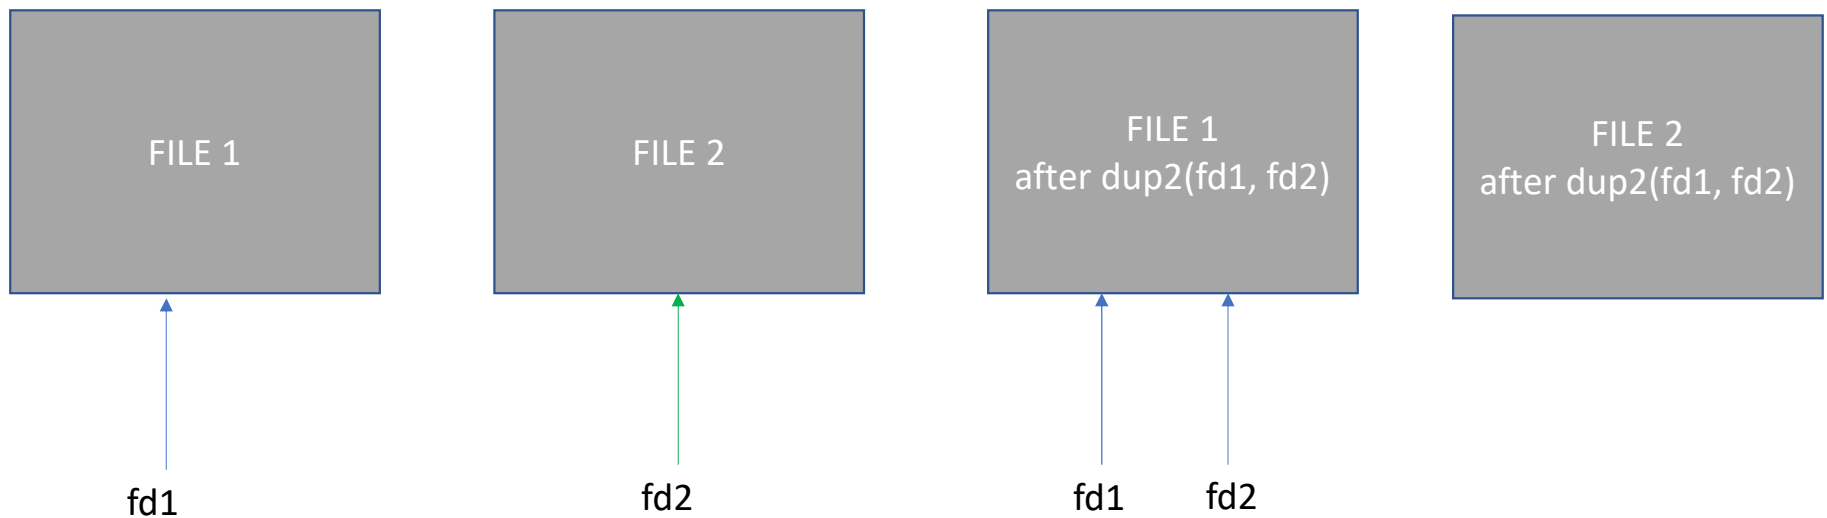 FILE 1
FILE 2
FILE 1
after dup2(fd1, fd2)
FILE 2
after dup2(fd1, fd2)
fd1
fd2
fd1
fd2